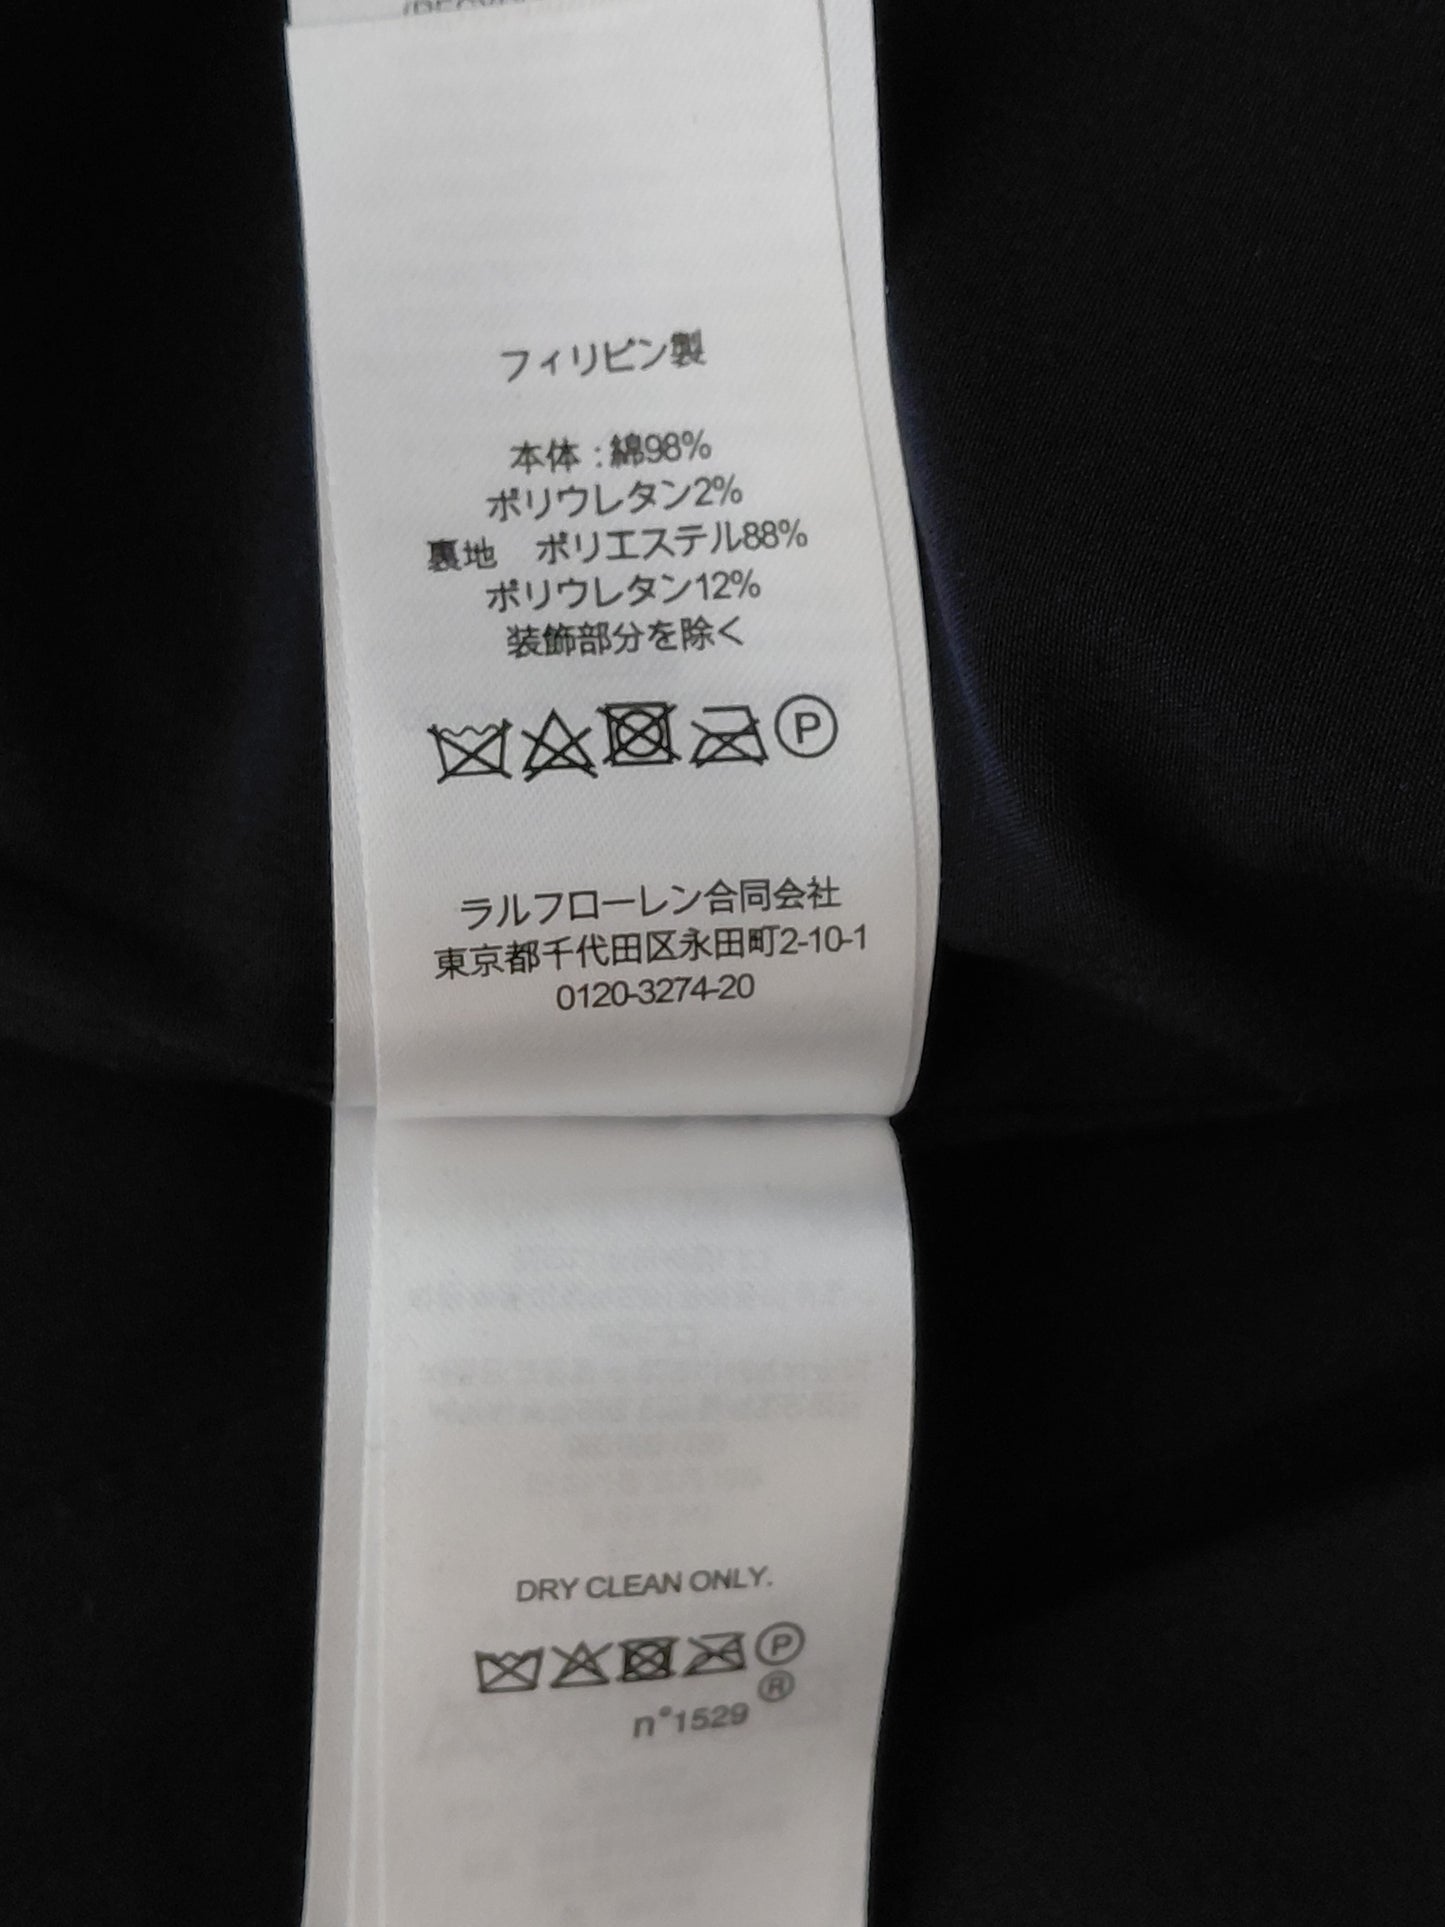 フィリピン製
本体 : 綿98%
ポリウレタン2%
裏地　ポリエステル88%
ポリウレタン12%
装飾部分を除く
P
ラルフローレン合同会社
東京都千代田区永田町2-10-1
0120-3274-20
DRY CLEAN ONLY.
P
®
n°1529